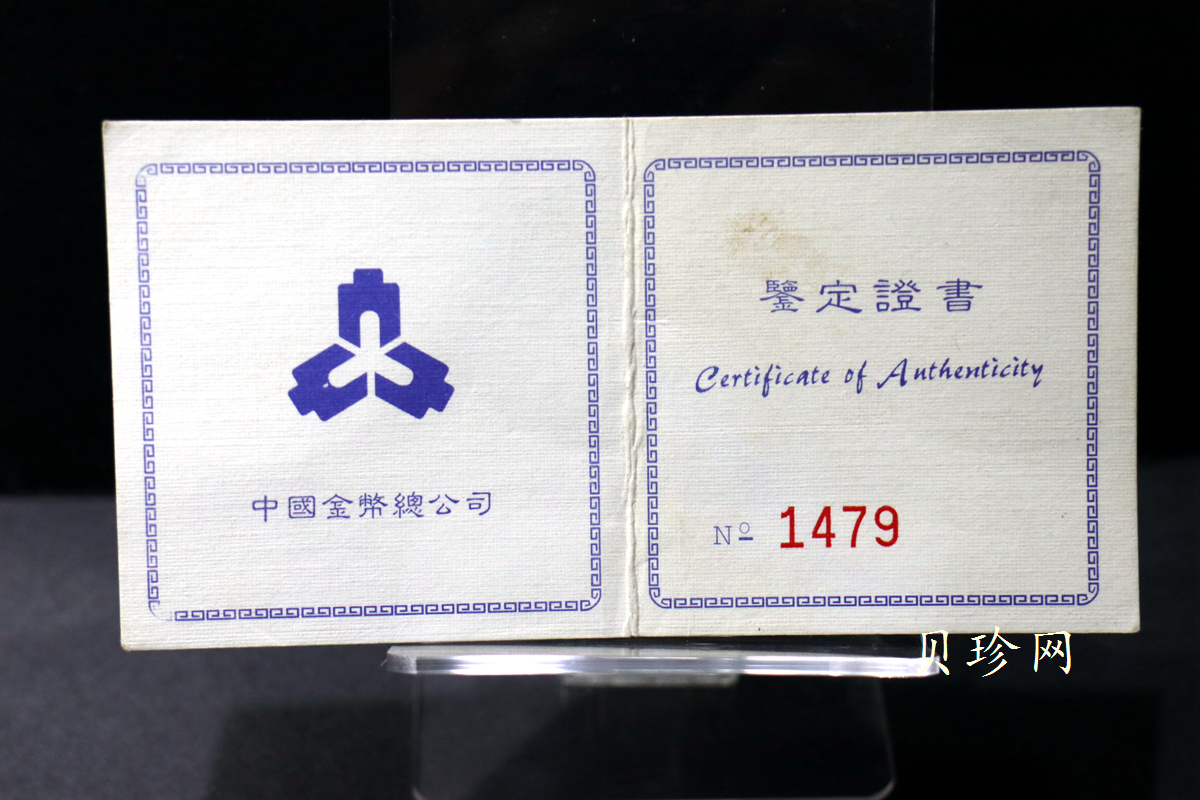 中國金幣總公司
鑒定證書
Certificate of Authenticity
Nº 1479
贝珍网